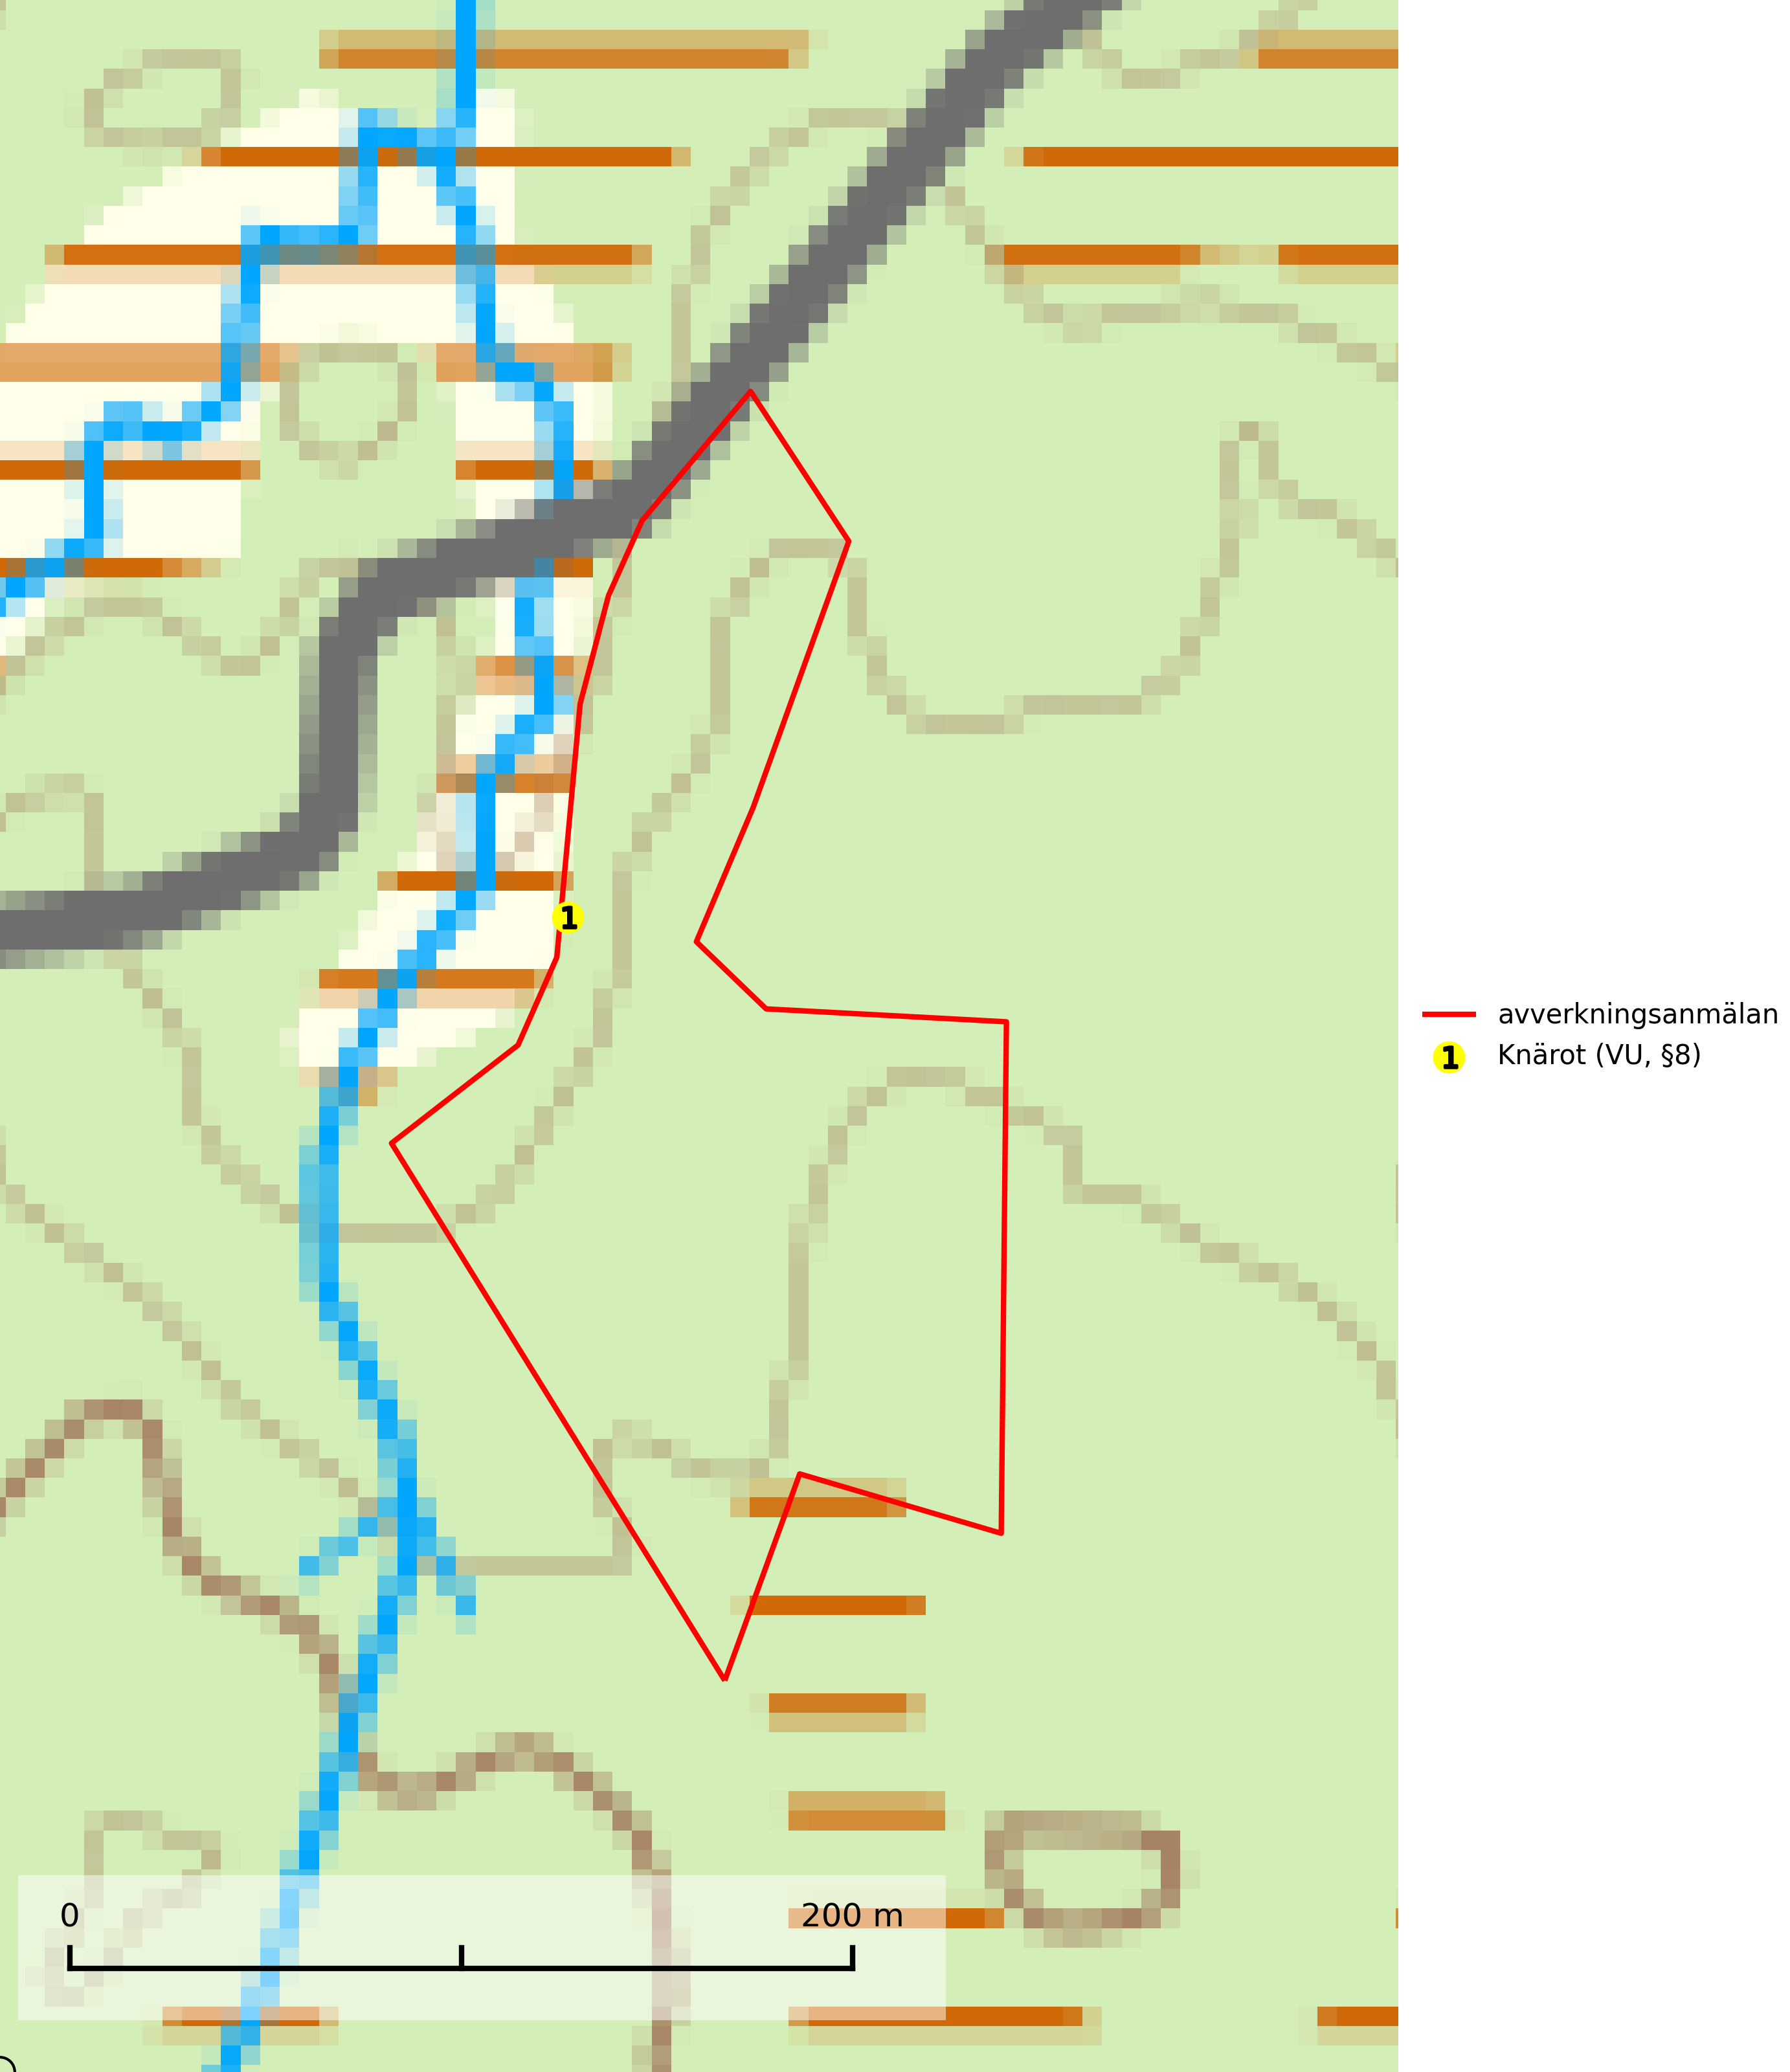 1
avverkningsanmälan
1 Knärot (VU, §8)
0 200 m